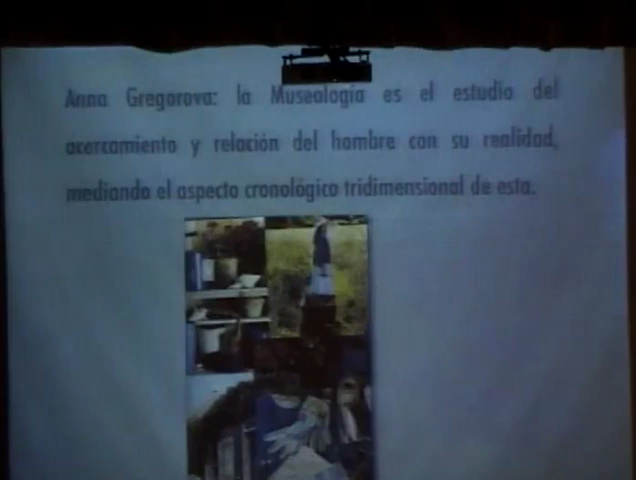 Anna Gregorova: la Museología es el estudio del
acercamiento y relación del hombre con su realidad,
mediando el aspecto cronológico tridimensional de esta.